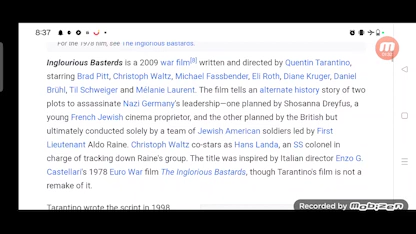 8:37
For the 1978 film, see The Inglorious Bastards.
Inglourious Basterds is a 2009 war film[8] written and directed by Quentin Tarantino,
starring Brad Pitt, Christoph Waltz, Michael Fassbender, Eli Roth, Diane Kruger, Daniel
Brühl, Til Schweiger and Mélanie Laurent. The film tells an alternate history story of two
plots to assassinate Nazi Germany's leadership—one planned by Shosanna Dreyfus, a
young French Jewish cinema proprietor, and the other planned by the British but
ultimately conducted solely by a team of Jewish American soldiers led by First
Lieutenant Aldo Raine. Christoph Waltz co-stars as Hans Landa, an SS colonel in
charge of tracking down Raine's group. The title was inspired by Italian director Enzo G.
Castellari's 1978 Euro War film The Inglorious Bastards, though Tarantino's film is not a
remake of it.
Recorded by mobizen
Tarantino wrote the script in 1998